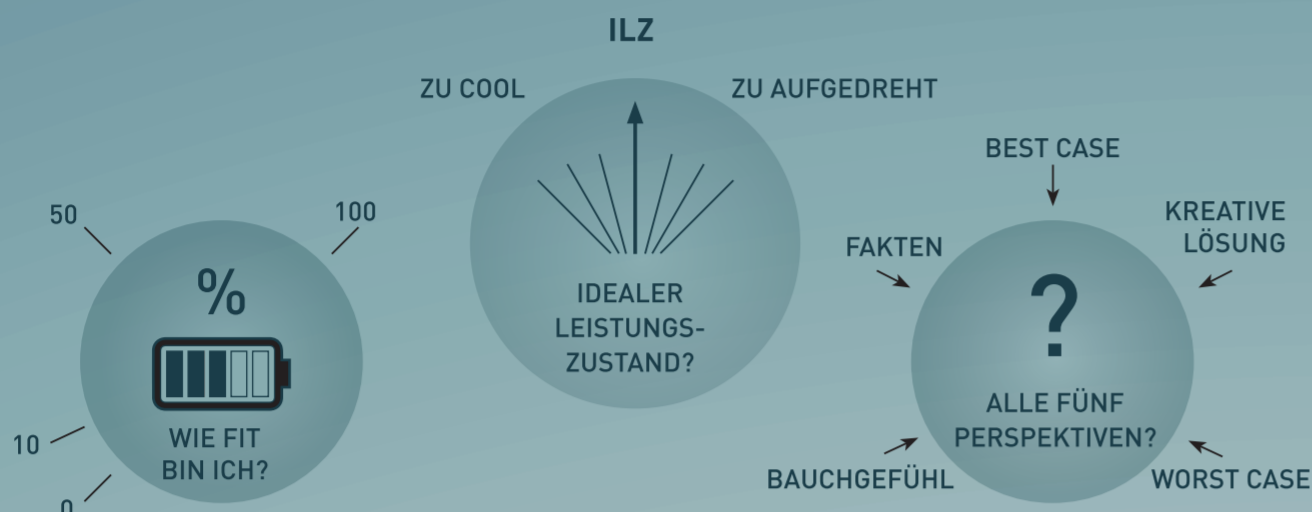 ILZ
ZU COOL
ZU AUFGEDREHT
IDEALER
LEISTUNGS-
ZUSTAND?
50
100
%
10
0
WIE FIT
BIN ICH?
BEST CASE
FAKTEN
KREATIVE
LÖSUNG
?
ALLE FÜNF
PERSPEKTIVEN?
BAUCHGEFÜHL
WORST CASE